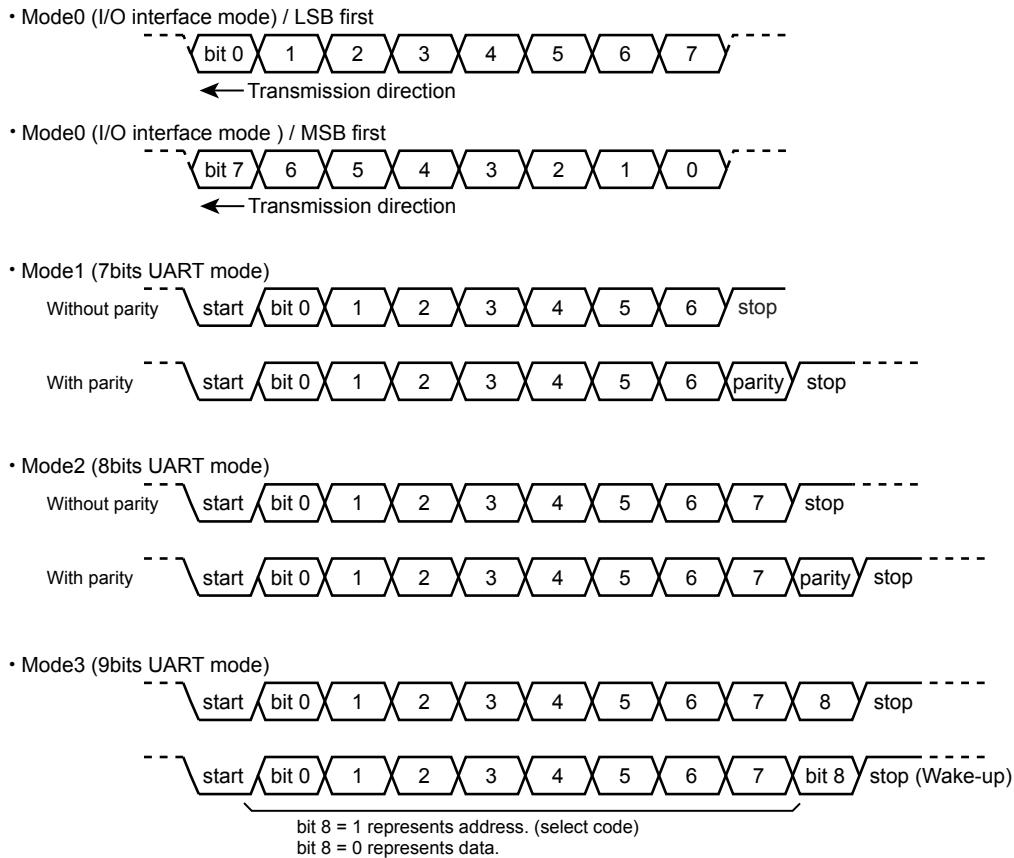 ・Mode0 (I/O interface mode) / LSB first
bit 0 1 2 3 4 5 6 7
Transmission direction
・Mode0 (I/O interface mode ) / MSB first
bit 7 6 5 4 3 2 1 0
Transmission direction
・Mode1 (7bits UART mode)
Without parity start bit 0 1 2 3 4 5 6 stop
With parity start bit 0 1 2 3 4 5 6 parity stop
・Mode2 (8bits UART mode)
Without parity start bit 0 1 2 3 4 5 6 7 stop
With parity start bit 0 1 2 3 4 5 6 7 parity stop
・Mode3 (9bits UART mode)
start bit 0 1 2 3 4 5 6 7 8 stop
start bit 0 1 2 3 4 5 6 7 bit 8 stop (Wake-up)
bit 8 = 1 represents address. (select code)
bit 8 = 0 represents data.